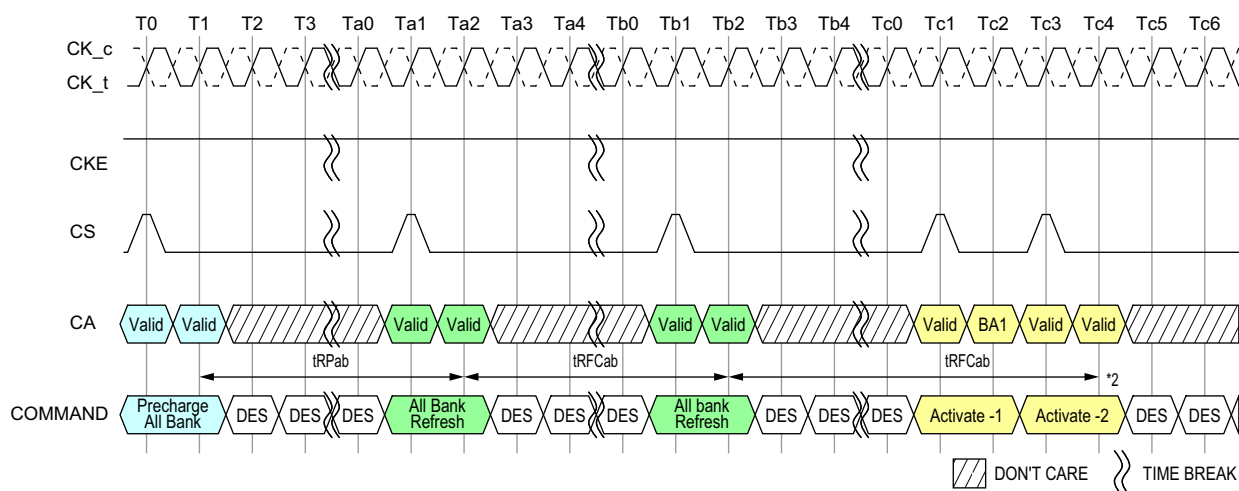 T0 T1 T2 T3 Ta0 Ta1 Ta2 Ta3 Ta4 Tb0 Tb1 Tb2 Tb3 Tb4 Tc0 Tc1 Tc2 Tc3 Tc4 Tc5 Tc6
CK_c
CK_t
CKE
CS
CA Valid Valid Valid Valid Valid Valid Valid BA1 Valid Valid
tRPab tRFCab tRFCab *2
COMMAND Precharge All Bank DES DES DES All Bank Refresh DES DES DES All bank Refresh DES DES DES Activate -1 Activate -2 DES DES
DON'T CARE TIME BREAK